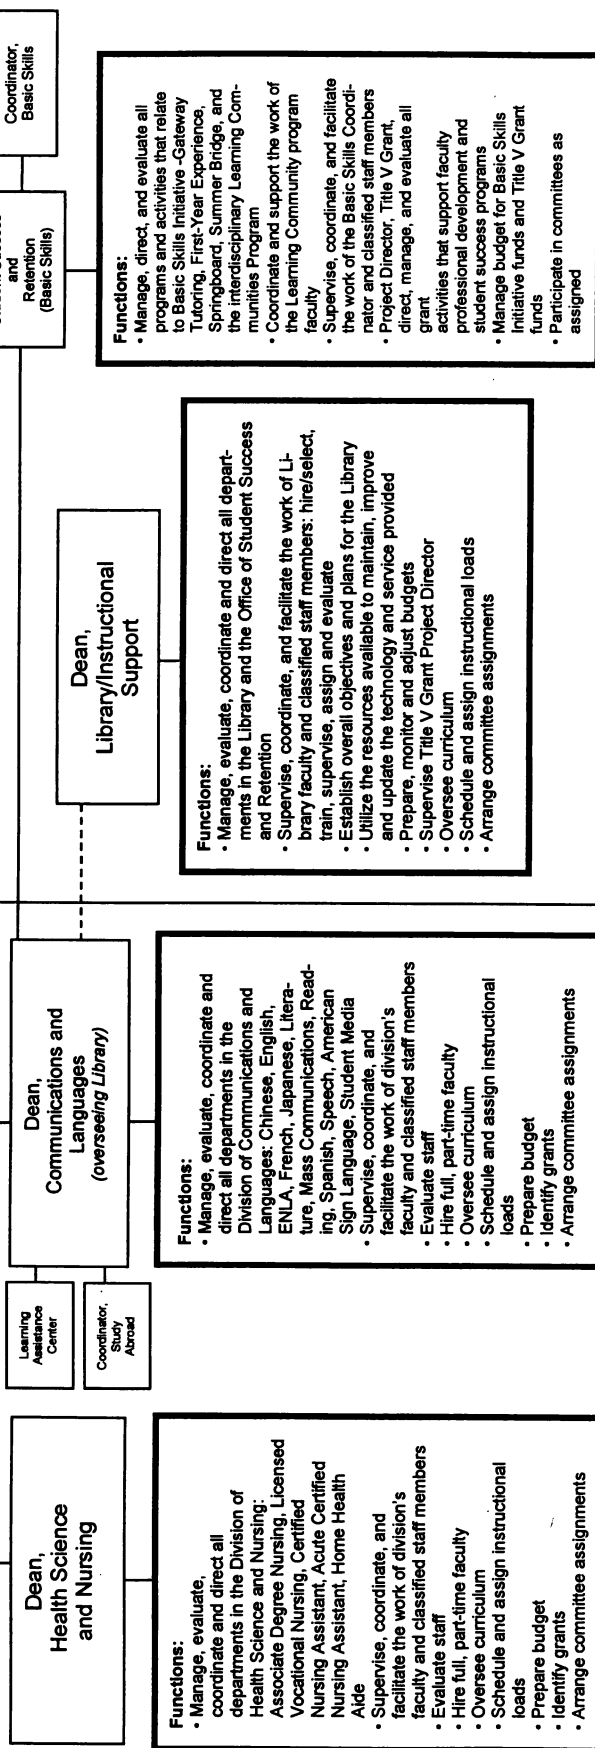 Dean,
Health Science
and Nursing
Functions:
• Manage, evaluate,
coordinate and direct all
departments in the Division of
Health Science and Nursing:
Associate Degree Nursing, Licensed
Vocational Nursing, Certified
Nursing Assistant, Acute Certified
Nursing Assistant, Home Health
Aide
• Supervise, coordinate, and
facilitate the work of division's
faculty and classified staff members
• Evaluate staff
• Hire full, part-time faculty
• Oversee curriculum
• Schedule and assign instructional
loads
• Prepare budget
• Identify grants
• Arrange committee assignments
Learning
Assistance
Center
Coordinator,
Study
Abroad
Dean,
Communications and
Languages
(overseeing Library)
Functions:
• Manage, evaluate, coordinate and
direct all departments in the
Division of Communications and
Languages: Chinese, English,
ENLA, French, Japanese, Litera-
ture, Mass Communications, Read-
ing, Spanish, Speech, American
Sign Language, Student Media
• Supervise, coordinate, and
facilitate the work of division's
faculty and classified staff members
• Evaluate staff
• Hire full, part-time faculty
• Oversee curriculum
• Schedule and assign instructional
loads
• Prepare budget
• Identify grants
• Arrange committee assignments
Dean,
Library/Instructional
Support
Functions:
• Manage, evaluate, coordinate and direct all depart-
ments in the Library and the Office of Student Success
and Retention
• Supervise, coordinate, and facilitate the work of Li-
brary faculty and classified staff members: hire/select,
train, supervise, assign and evaluate
• Establish overall objectives and plans for the Library
• Utilize the resources available to maintain, improve
and update the technology and service provided
• Prepare, monitor and adjust budgets
• Supervise Title V Grant Project Director
• Oversee curriculum
• Schedule and assign instructional loads
• Arrange committee assignments
and
Retention
(Basic Skills)
Coordinator,
Basic Skills
Functions:
• Manage, direct, and evaluate all
programs and activities that relate
to Basic Skills Initiative -Gateway
Tutoring, First-Year Experience,
Springboard, Summer Bridge, and
the interdisciplinary Learning Com-
munities Program
• Coordinate and support the work of
the Learning Community program
faculty
• Supervise, coordinate, and facilitate
the work of the Basic Skills Coordi-
nator and classified staff members
• Project Director, Title V Grant,
direct, manage, and evaluate all
grant
activities that support faculty
professional development and
student success programs
• Manage budget for Basic Skills
Initiative funds and Title V Grant
funds
• Participate in committees as
assigned